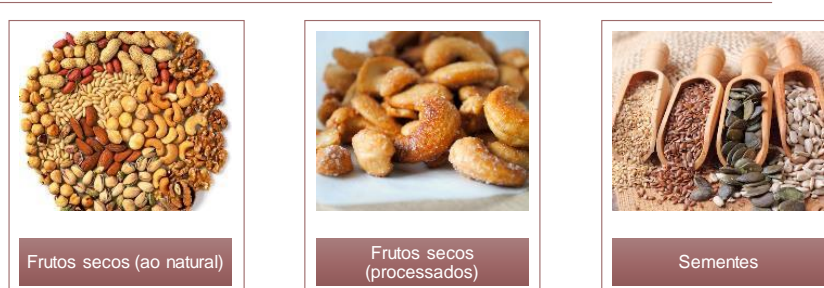 Frutos secos (ao natural)
Frutos secos
(processados)
Sementes